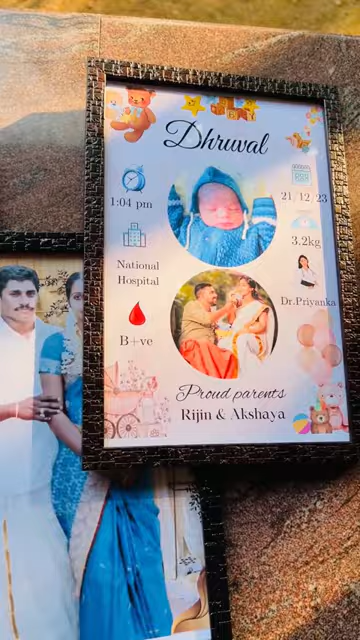 Dhruval
1:04 pm
21/12/23
3.2kg
National
Hospital
Dr.Priyanka
B+ve
Proud parents
Rijin & Akshaya